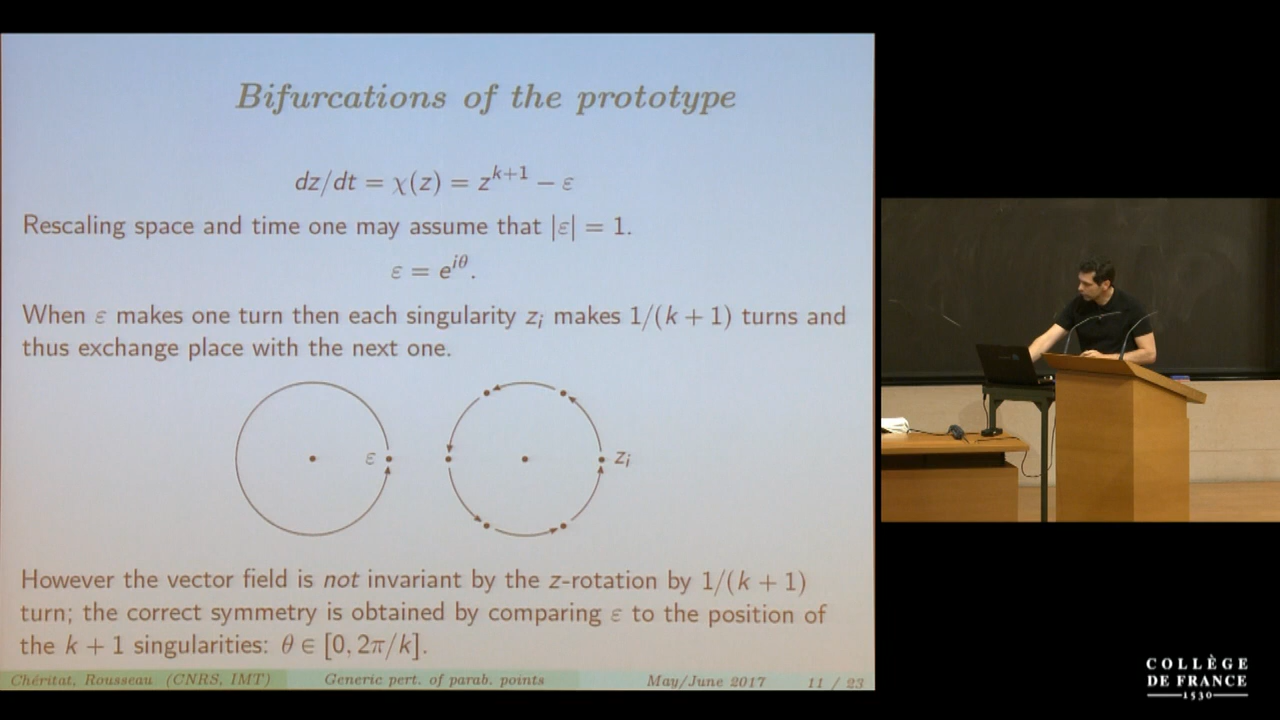 Bifurcations of the prototype
dz/dt = χ(z) = z^{k+1} − ε
Rescaling space and time one may assume that |ε| = 1.
ε = e^{iθ}.
When ε makes one turn then each singularity z_i makes 1/(k + 1) turns and
thus exchange place with the next one.
ε
z_i
However the vector field is not invariant by the z-rotation by 1/(k + 1)
turn; the correct symmetry is obtained by comparing ε to the position of
the k + 1 singularities: θ ∈ [0, 2π/k].
Chéritat, Rousseau (CNRS, IMT) Generic pert. of parab. points May/June 2017 11 / 23
COLLÈGE
DE FRANCE
1530